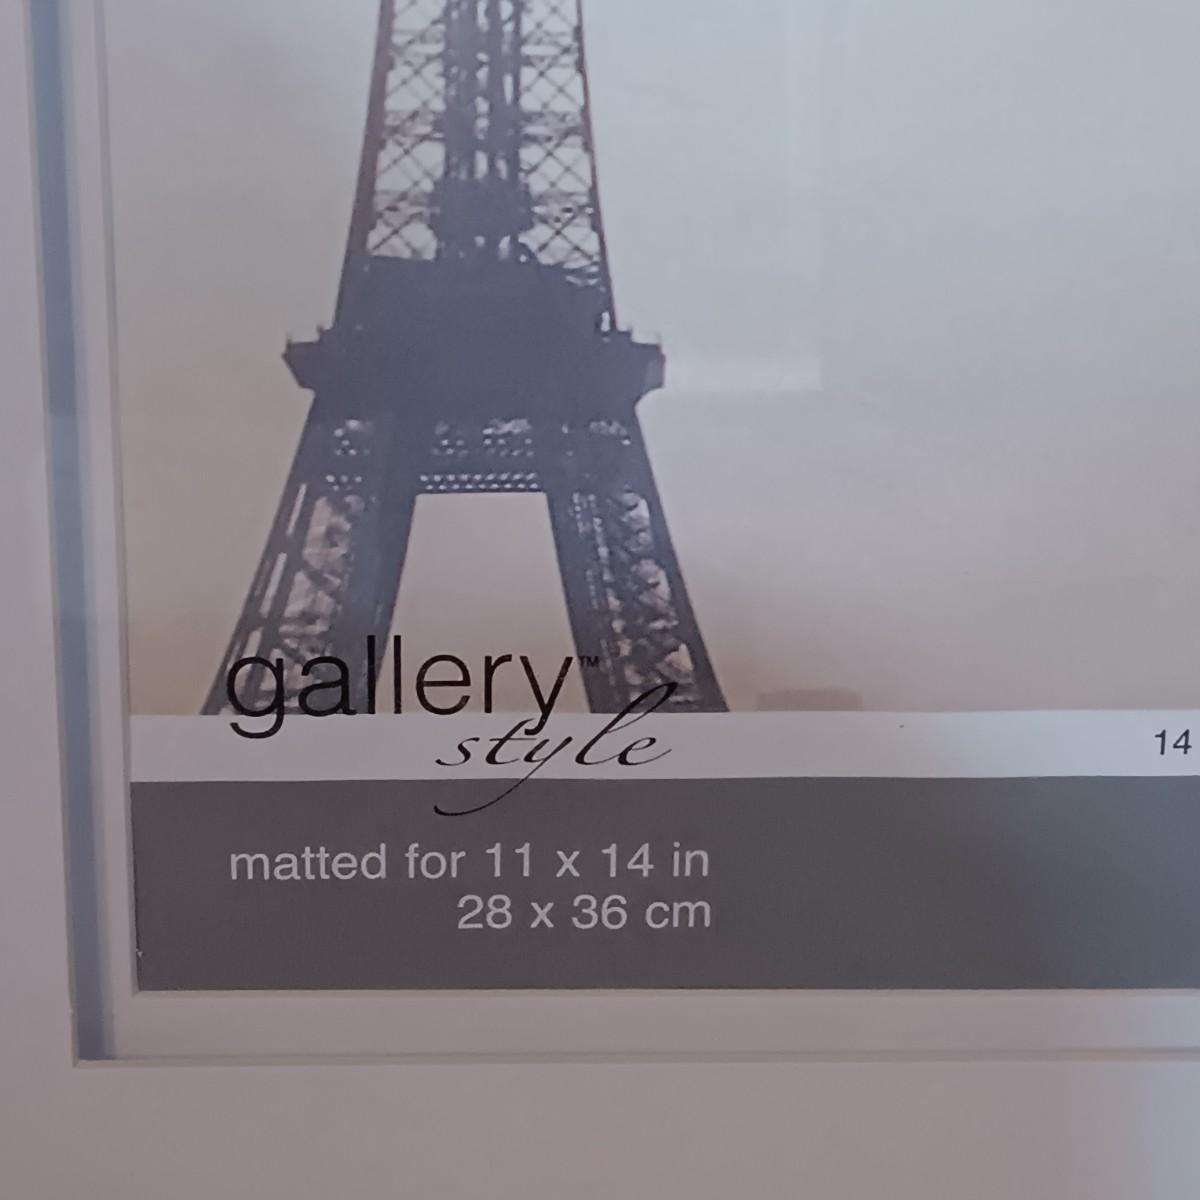 gallery™
style
14
matted for 11 x 14 in
28 x 36 cm